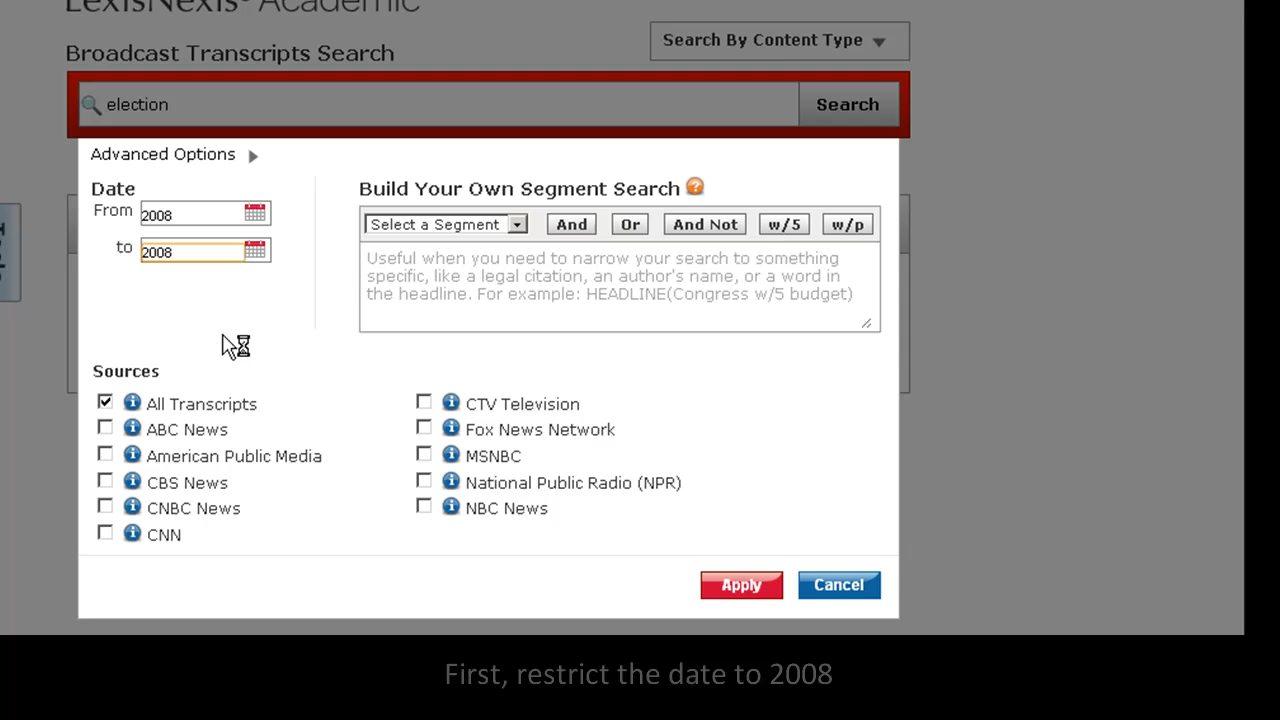 LexisNexis® Academic
Broadcast Transcripts Search
Search By Content Type
election
Search
Advanced Options
Date
From 2008
to 2008
Build Your Own Segment Search ?
Select a Segment And Or And Not w/5 w/p
Useful when you need to narrow your search to something
specific, like a legal citation, an author's name, or a word in
the headline. For example: HEADLINE(Congress w/5 budget)
Sources
All Transcripts
ABC News
American Public Media
CBS News
CNBC News
CNN
CTV Television
Fox News Network
MSNBC
National Public Radio (NPR)
NBC News
Apply
Cancel
First, restrict the date to 2008